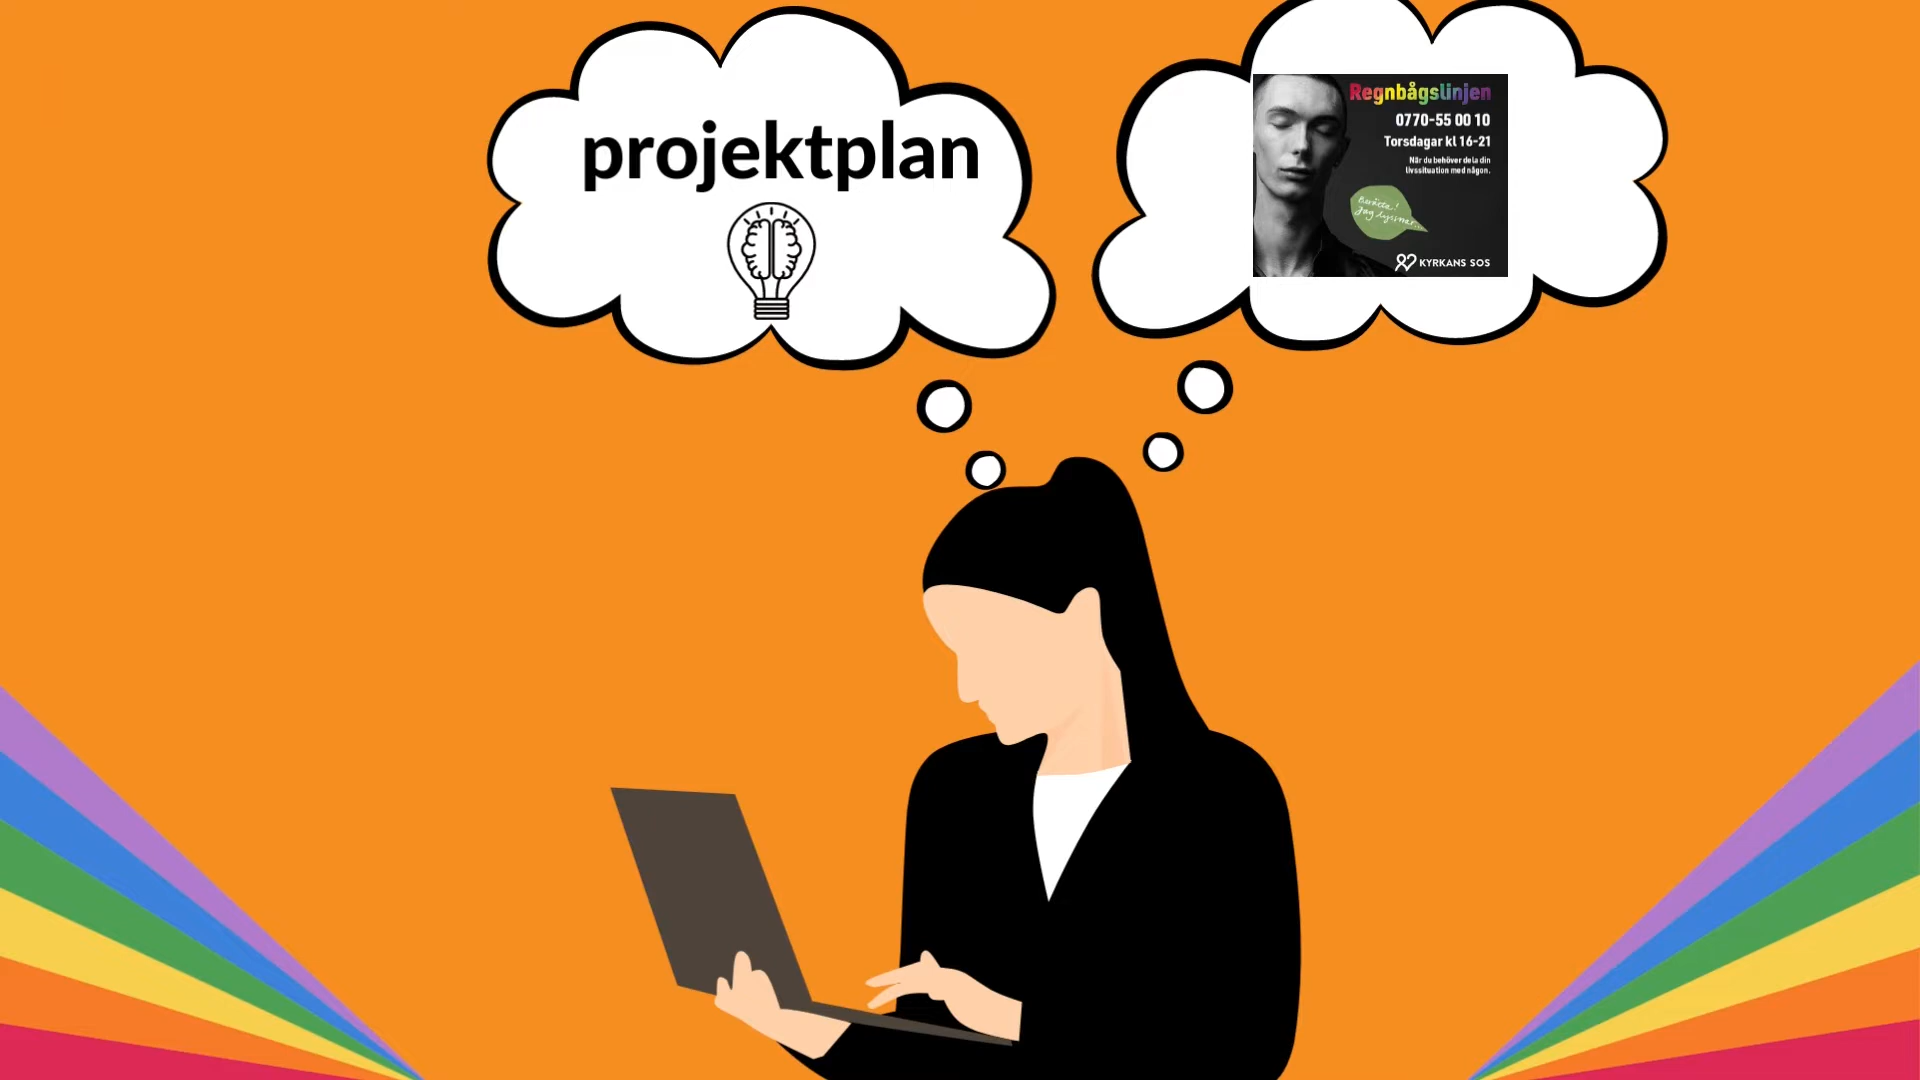 projektplan
Regnbågslinjen
0770-55 00 10
Torsdagar kl 16-21
När du behöver dela din
livssituation med någon.
Berätta!
Jag lyssnar...
KYRKANS SOS